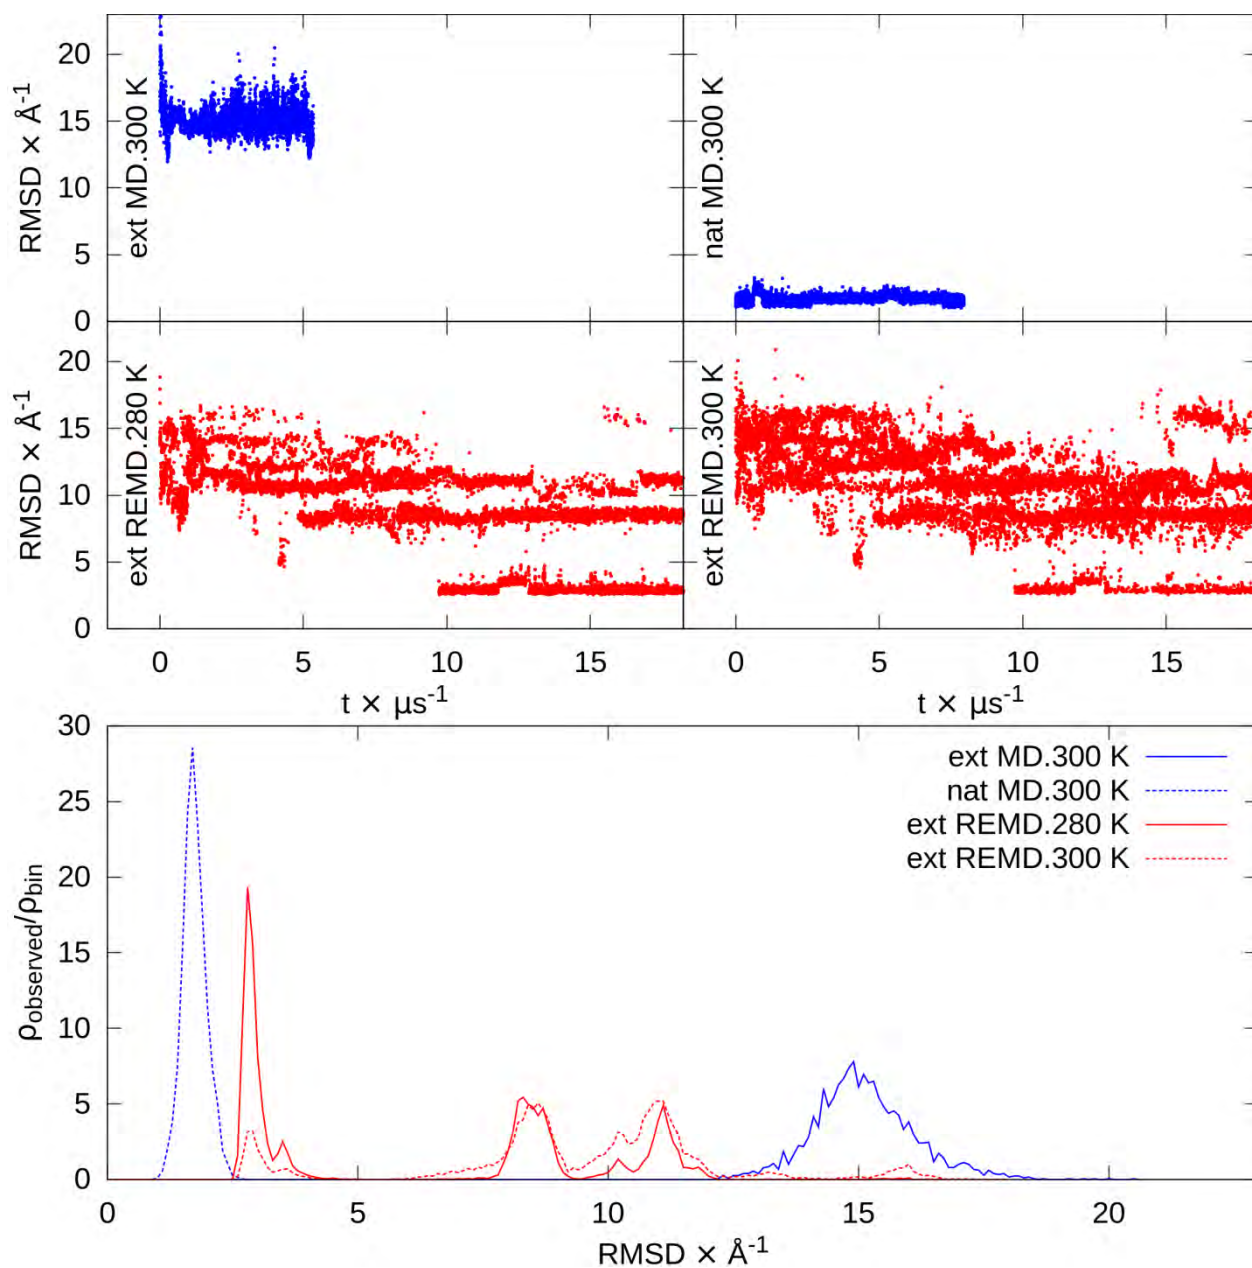 20
15
10
5
0
RMSD × Å⁻¹
ext MD.300 K
nat MD.300 K
20
15
10
5
0
RMSD × Å⁻¹
ext REMD.280 K
ext REMD.300 K
0 5 10 15
0 5 10 15
t × µs⁻¹
t × µs⁻¹
30
25
20
15
10
5
0
ρobserved/ρbin
ext MD.300 K
nat MD.300 K
ext REMD.280 K
ext REMD.300 K
0 5 10 15 20
RMSD × Å⁻¹